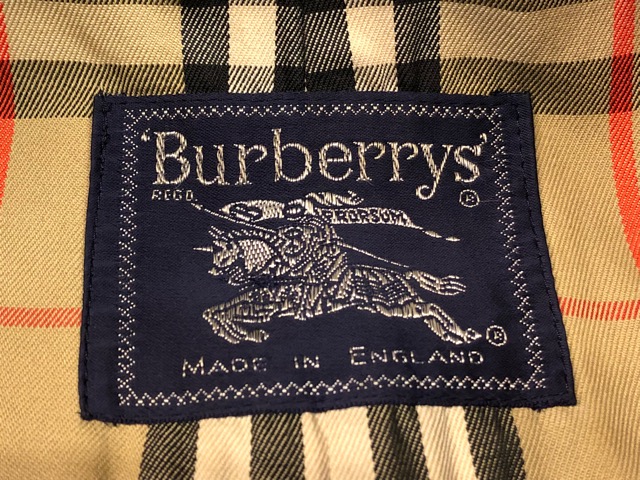 'Burberrys'
REGD. ®
PRORSUM
®
MADE IN ENGLAND